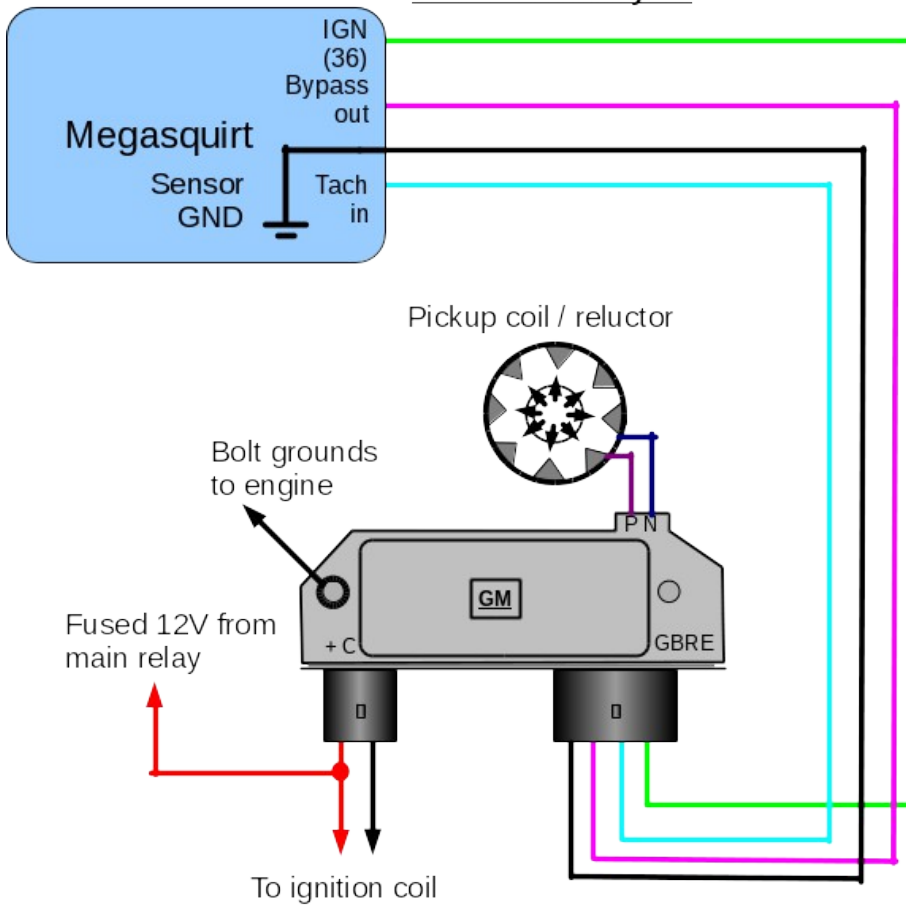 IGN
(36)
Bypass
out
Megasquirt
Sensor
GND
Tach
in
Pickup coil / reluctor
Bolt grounds
to engine
P N
GM
Fused 12V from
main relay
+ C
GBRE
To ignition coil